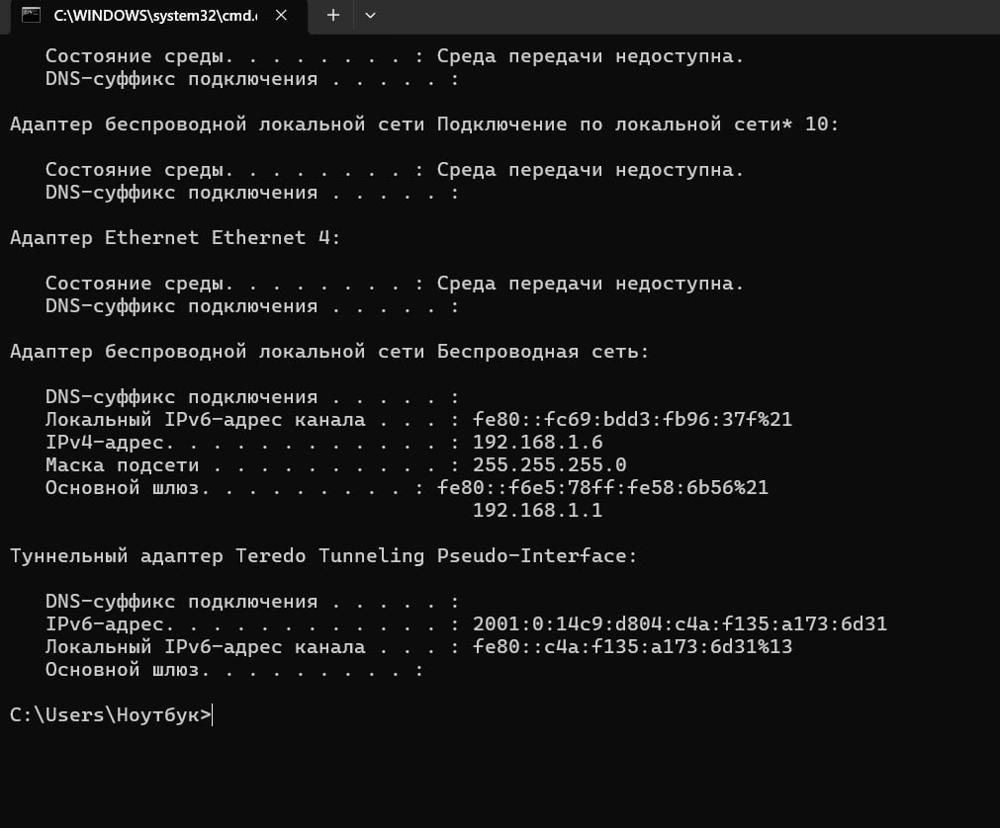 C:\WINDOWS\system32\cmd.
Состояние среды. . . . . . . . : Среда передачи недоступна.
DNS-суффикс подключения . . . . . :
Адаптер беспроводной локальной сети Подключение по локальной сети* 10:
Состояние среды. . . . . . . . : Среда передачи недоступна.
DNS-суффикс подключения . . . . . :
Адаптер Ethernet Ethernet 4:
Состояние среды. . . . . . . . : Среда передачи недоступна.
DNS-суффикс подключения . . . . . :
Адаптер беспроводной локальной сети Беспроводная сеть:
DNS-суффикс подключения . . . . . :
Локальный IPv6-адрес канала . . . : fe80::fc69:bdd3:fb96:37f%21
IPv4-адрес. . . . . . . . . . . . : 192.168.1.6
Маска подсети . . . . . . . . . . : 255.255.255.0
Основной шлюз. . . . . . . . . : fe80::f6e5:78ff:fe58:6b56%21
192.168.1.1
Туннельный адаптер Teredo Tunneling Pseudo-Interface:
DNS-суффикс подключения . . . . . :
IPv6-адрес. . . . . . . . . . . . : 2001:0:14c9:d804:c4a:f135:a173:6d31
Локальный IPv6-адрес канала . . . : fe80::c4a:f135:a173:6d31%13
Основной шлюз. . . . . . . . . :
C:\Users\Ноутбук>